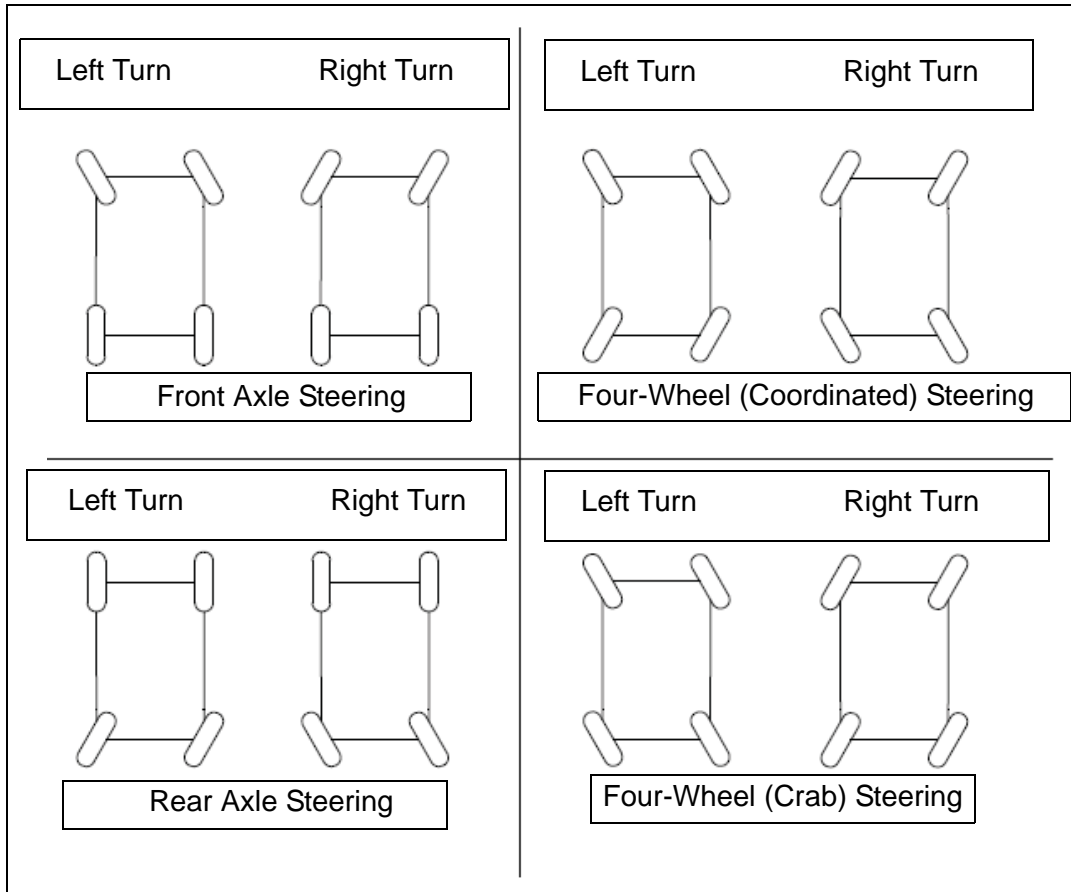 Left Turn Right Turn
Front Axle Steering
Left Turn Right Turn
Four-Wheel (Coordinated) Steering
Left Turn Right Turn
Rear Axle Steering
Left Turn Right Turn
Four-Wheel (Crab) Steering